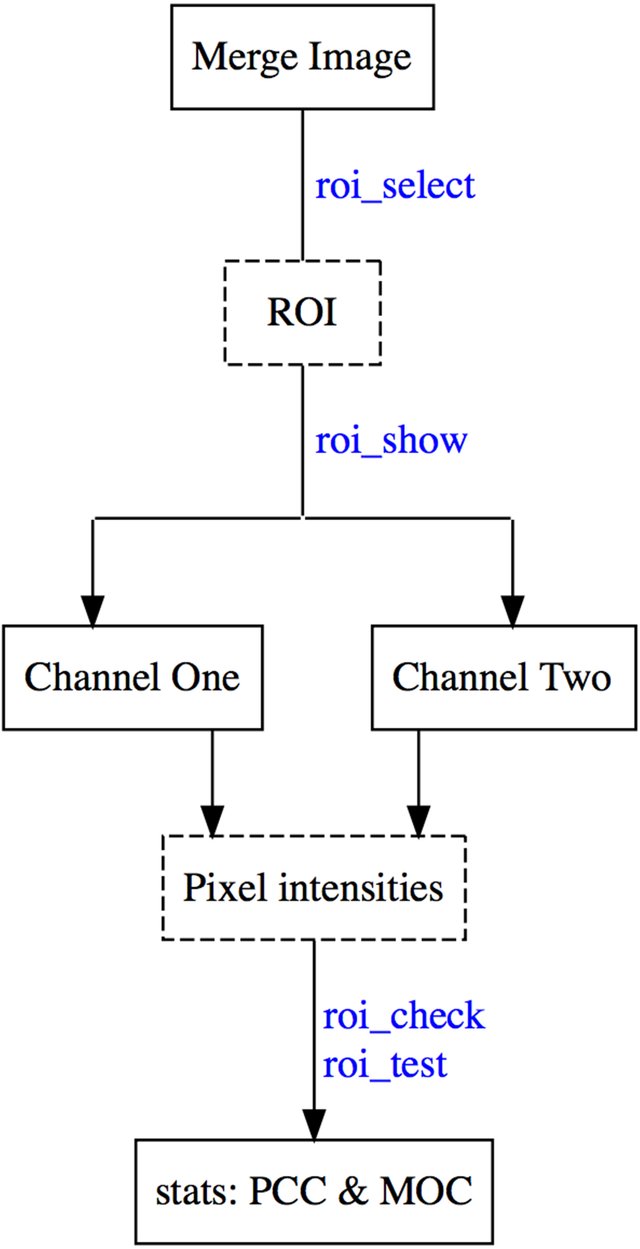 Merge Image
roi_select
ROI
roi_show
Channel One
Channel Two
Pixel intensities
roi_check
roi_test
stats: PCC & MOC